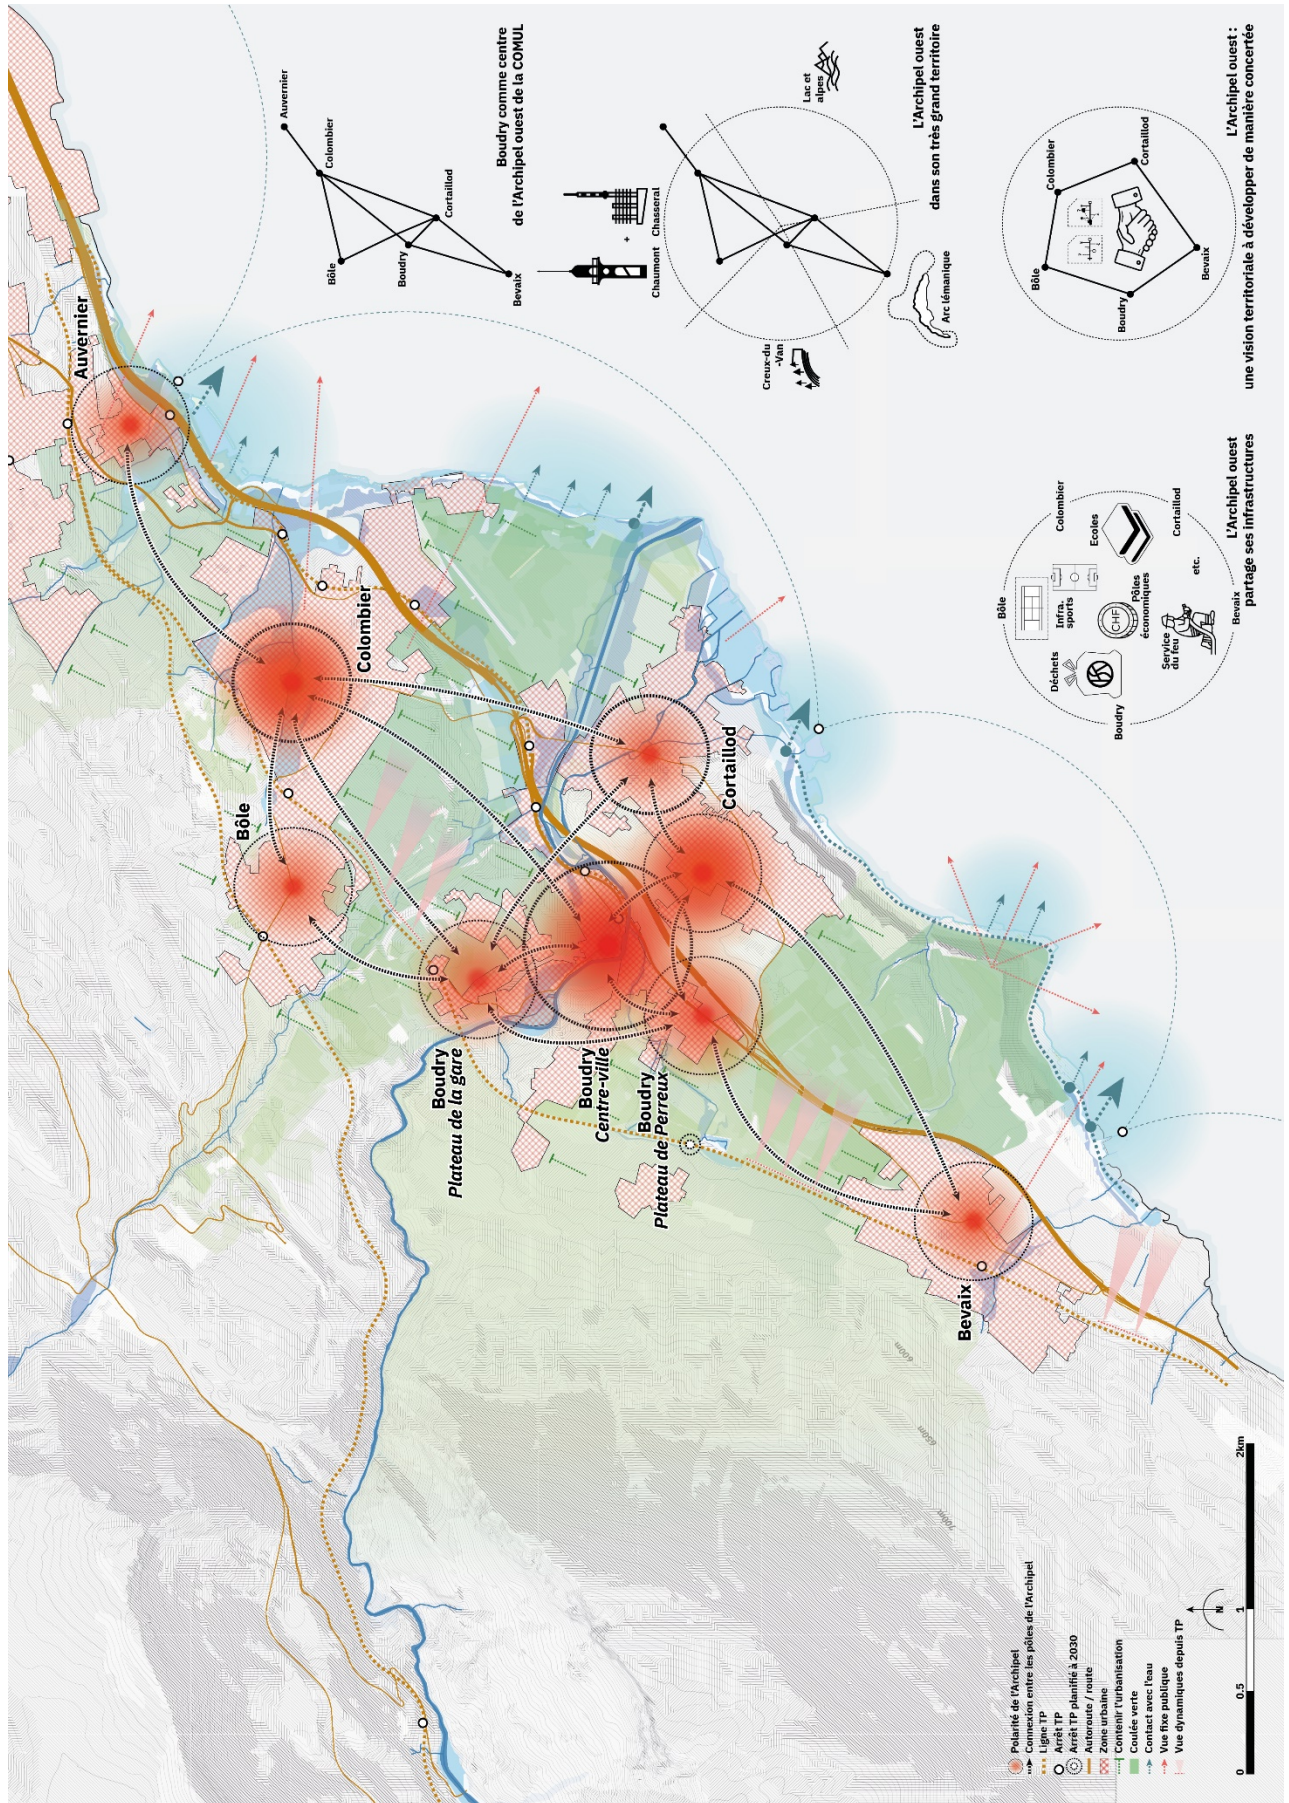 Auvernier
Colombier
Bôle
Cortaillod
Boudry
Plateau de la gare
Boudry
Centre-ville
Boudry
Plateau de Perreux
Bevaix
600m
650m
700m
Auvernier
Colombier
Bôle
Cortaillod
Boudry
Bevaix
Boudry comme centre
de l'Archipel ouest de la COMUL
Chaumont
+
Chasseral
Lac et
alpes
Creux-du
-Van
Arc lémanique
L'Archipel ouest
dans son très grand territoire
Colombier
Bôle
Cortaillod
Boudry
Bevaix
L'Archipel ouest :
une vision territoriale à développer de manière concertée
Bôle
Colombier
Infra.
sports
Ecoles
Déchets
CHF
Pôles
économiques
Cortaillod
Service
du feu
etc.
Boudry
Bevaix
L'Archipel ouest
partage ses infrastructures
Polarité de l'Archipel
Connexion entre les pôles de l'Archipel
Ligne TP
Arrêt TP
Arrêt TP planifié à 2030
Autoroute / route
Zone urbaine
Contenir l'urbanisation
Coulée verte
Contact avec l'eau
Vue fixe publique
Vue dynamiques depuis TP
N
0
0.5
1
2km